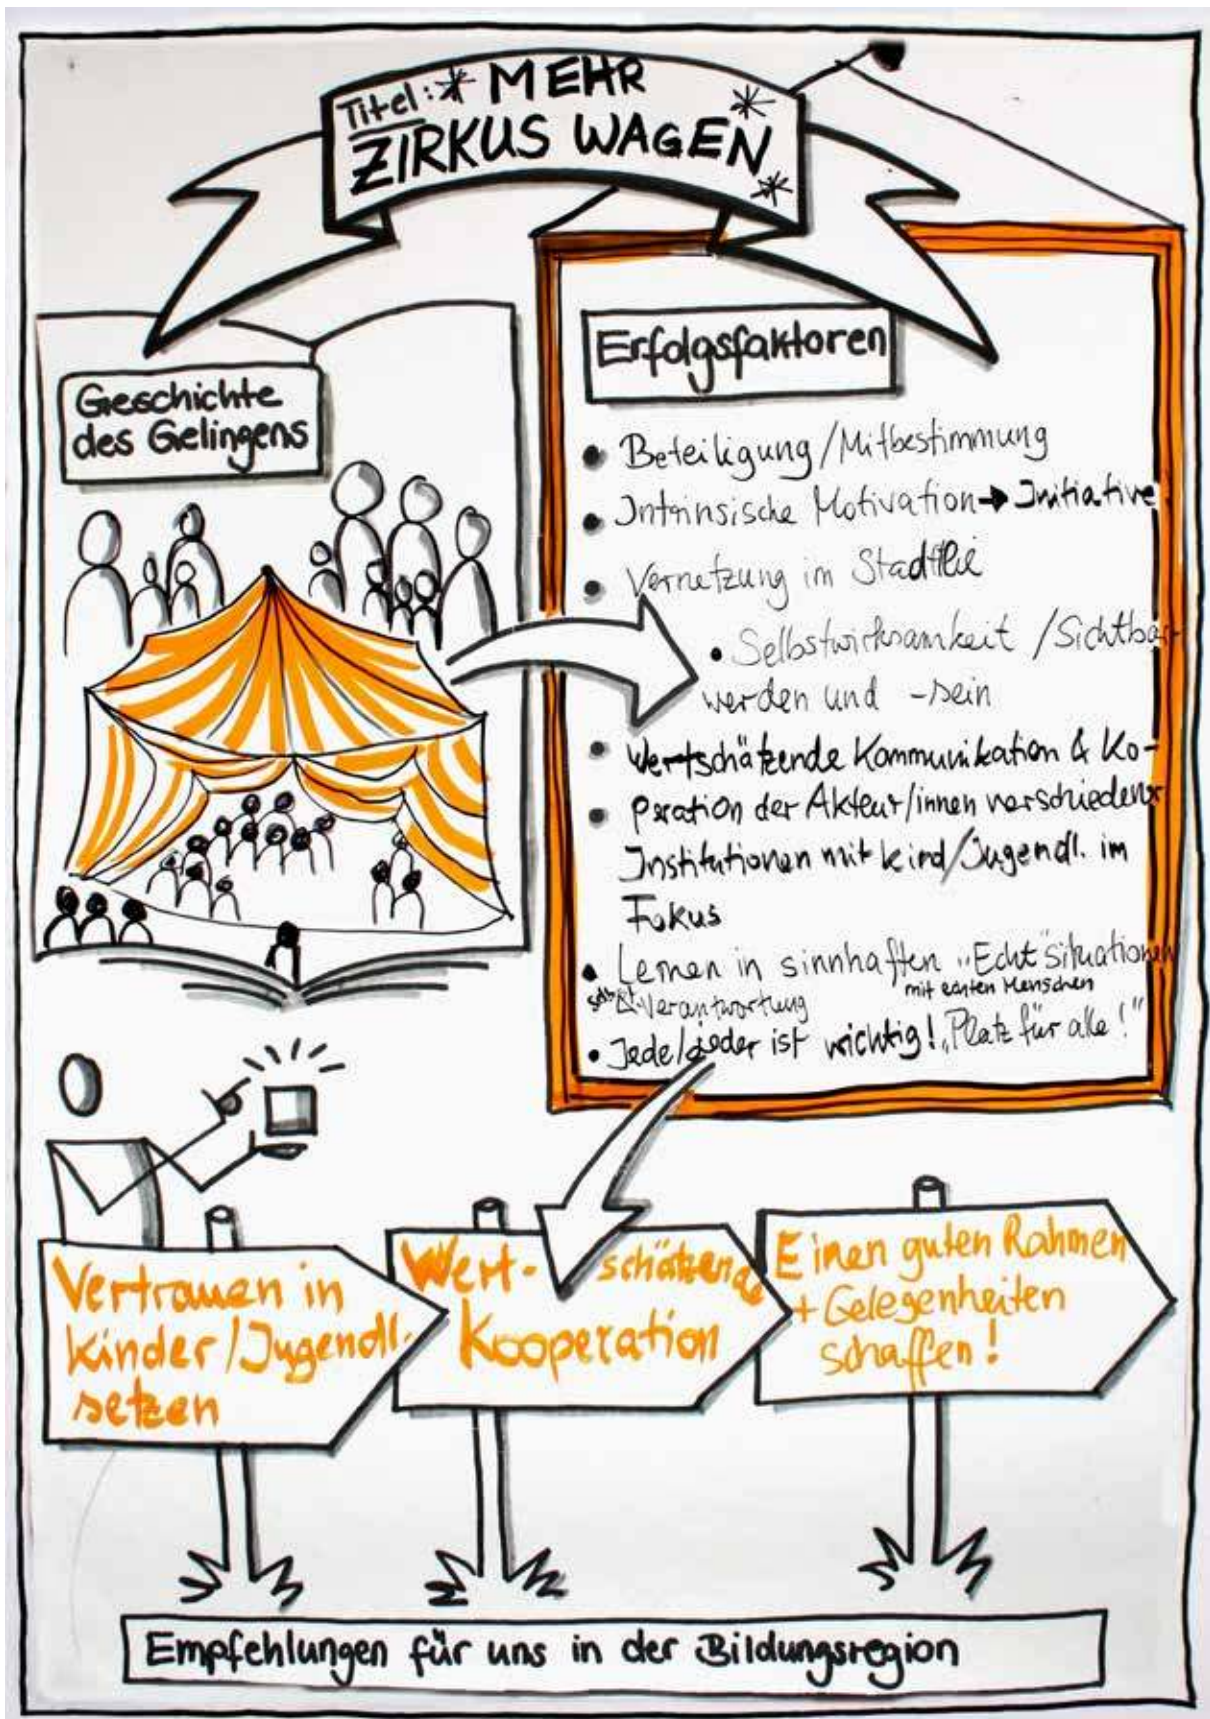 Titel: MEHR
ZIRKUS WAGEN
Geschichte
des Gelingens
Erfolgsfaktoren
Beteiligung/Mitbestimmung
Intrinsische Motivation → Initiative
Vernetzung im
Selbstwirksamkeit / Sichtbar
werden und -sein
Wertschätzende Kommunikation & Ko-
peration der Akteur/innen verschiedener
Institutionen mit Kind/Jugendl. im
Fokus
Lernen in sinnhaften „Echt"situationen
mit echten Menschen
Verantwortung
Jede/jeder ist wichtig! „Platz für alle!"
Vertrauen in
Kinder/Jugendl.
setzen
Wert- schätzende
Kooperation
Einen guten Rahmen
+ Gelegenheiten
schaffen!
Empfehlungen für uns in der Bildungsregion